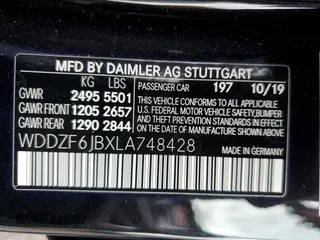 MFD BY DAIMLER AG STUTTGART
KG LBS PASSENGER CAR 197 10/19
GVWR 2495 5501 THIS VEHICLE CONFORMS TO ALL APPLICABLE
GAWR FRONT 1205 2657 U.S.FEDERAL MOTOR VEHICLE SAFETY,BUMPER
GAWR REAR 1290 2844 AND THEFT PREVENTION STANDARDS IN EFFECT
ON THE DATE OF MANUFACTURE SHOWN ABOVE
WDDZF6JBXLA748428
MADE IN GERMANY